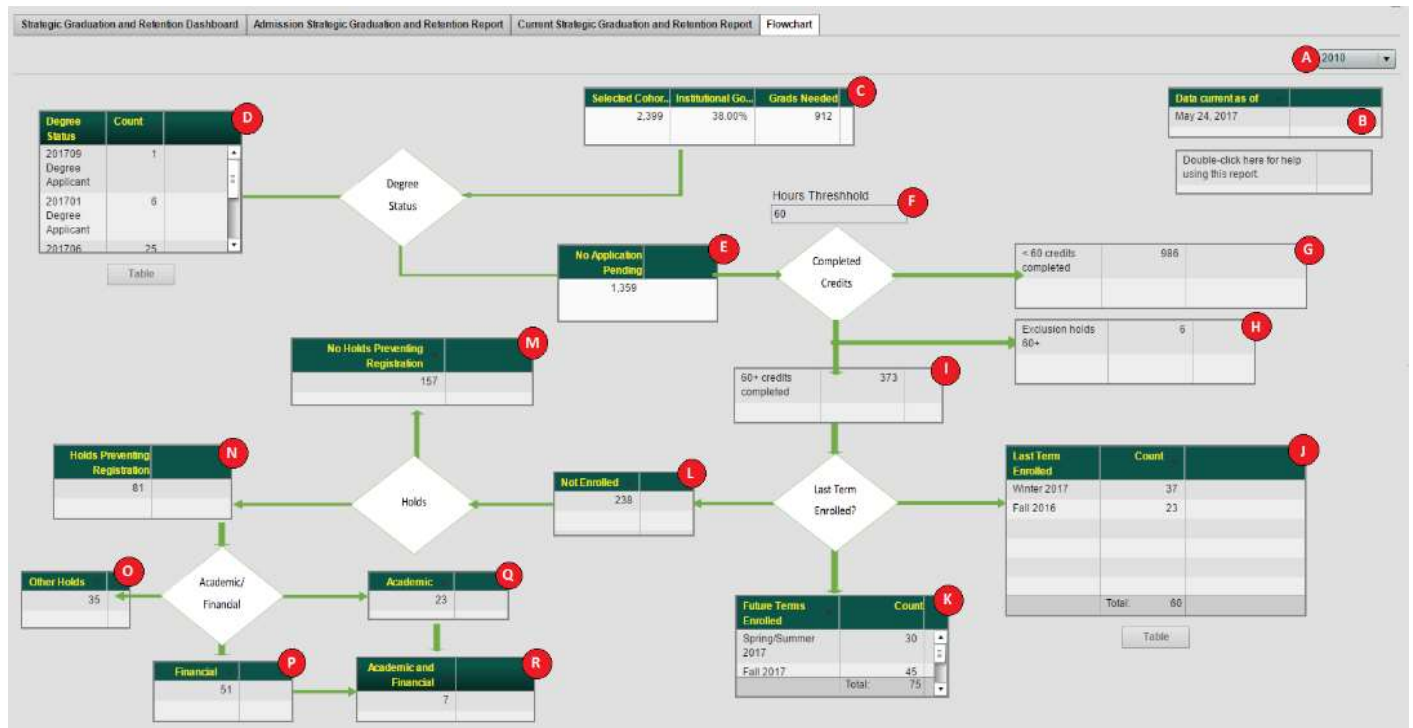 Strategic Graduation and Retention Dashboard
Admission Strategic Graduation and Retention Report
Current Strategic Graduation and Retention Report
Flowchart
A
2010
Selected Cohor... Institutional Go... Grads Needed
C
2,399 38.00% 912
Data current as of
May 24, 2017
B
Double-click here for help
using this report.
Degree
Status
Count
D
201709
Degree
Applicant
1
201701
Degree
Applicant
6
201706 25
Table
Degree
Status
Hours Threshhold
60
F
No Application
Pending
E
1,359
Completed
Credits
< 60 credits
completed
986
G
Exclusion holds
60+
6
H
60+ credits
completed
373
I
No Holds Preventing
Registration
M
157
Holds Preventing
Registration
N
81
Holds
Not Enrolled
L
238
Last Term
Enrolled?
Last Term
Enrolled
Count
J
Winter 2017 37
Fall 2016 23
Total: 60
Table
Future Terms
Enrolled
Count
K
Spring/Summer
2017
30
Fall 2017 45
Total: 75
Other Holds
O
35
Academic/
Financial
Academic
Q
23
Financial
P
51
Academic and
Financial
R
7